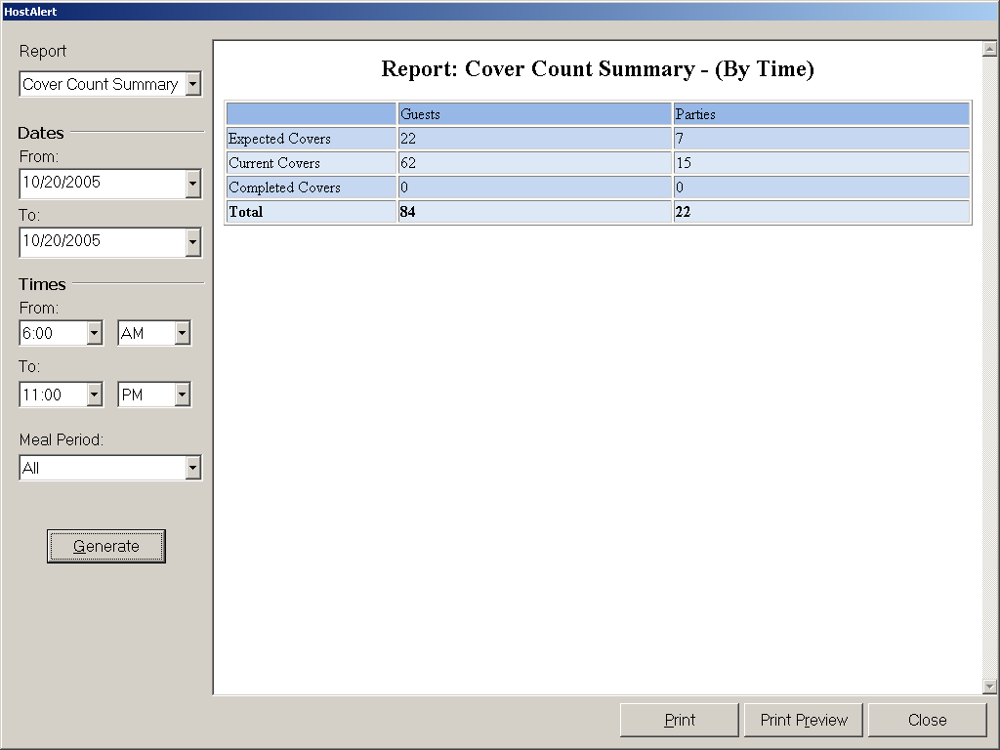 HostAlert
Report
Cover Count Summary
Dates
From:
10/20/2005
To:
10/20/2005
Times
From:
6:00 AM
To:
11:00 PM
Meal Period:
All
Generate
Report: Cover Count Summary - (By Time)
Guests Parties
Expected Covers 22 7
Current Covers 62 15
Completed Covers 0 0
Total 84 22
Print Print Preview Close